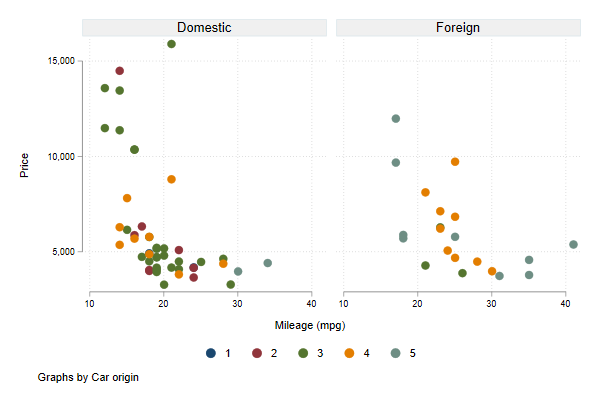 Domestic Foreign
15,000
10,000
5,000
Price
10 20 30 40 10 20 30 40
Mileage (mpg)
1 2 3 4 5
Graphs by Car origin